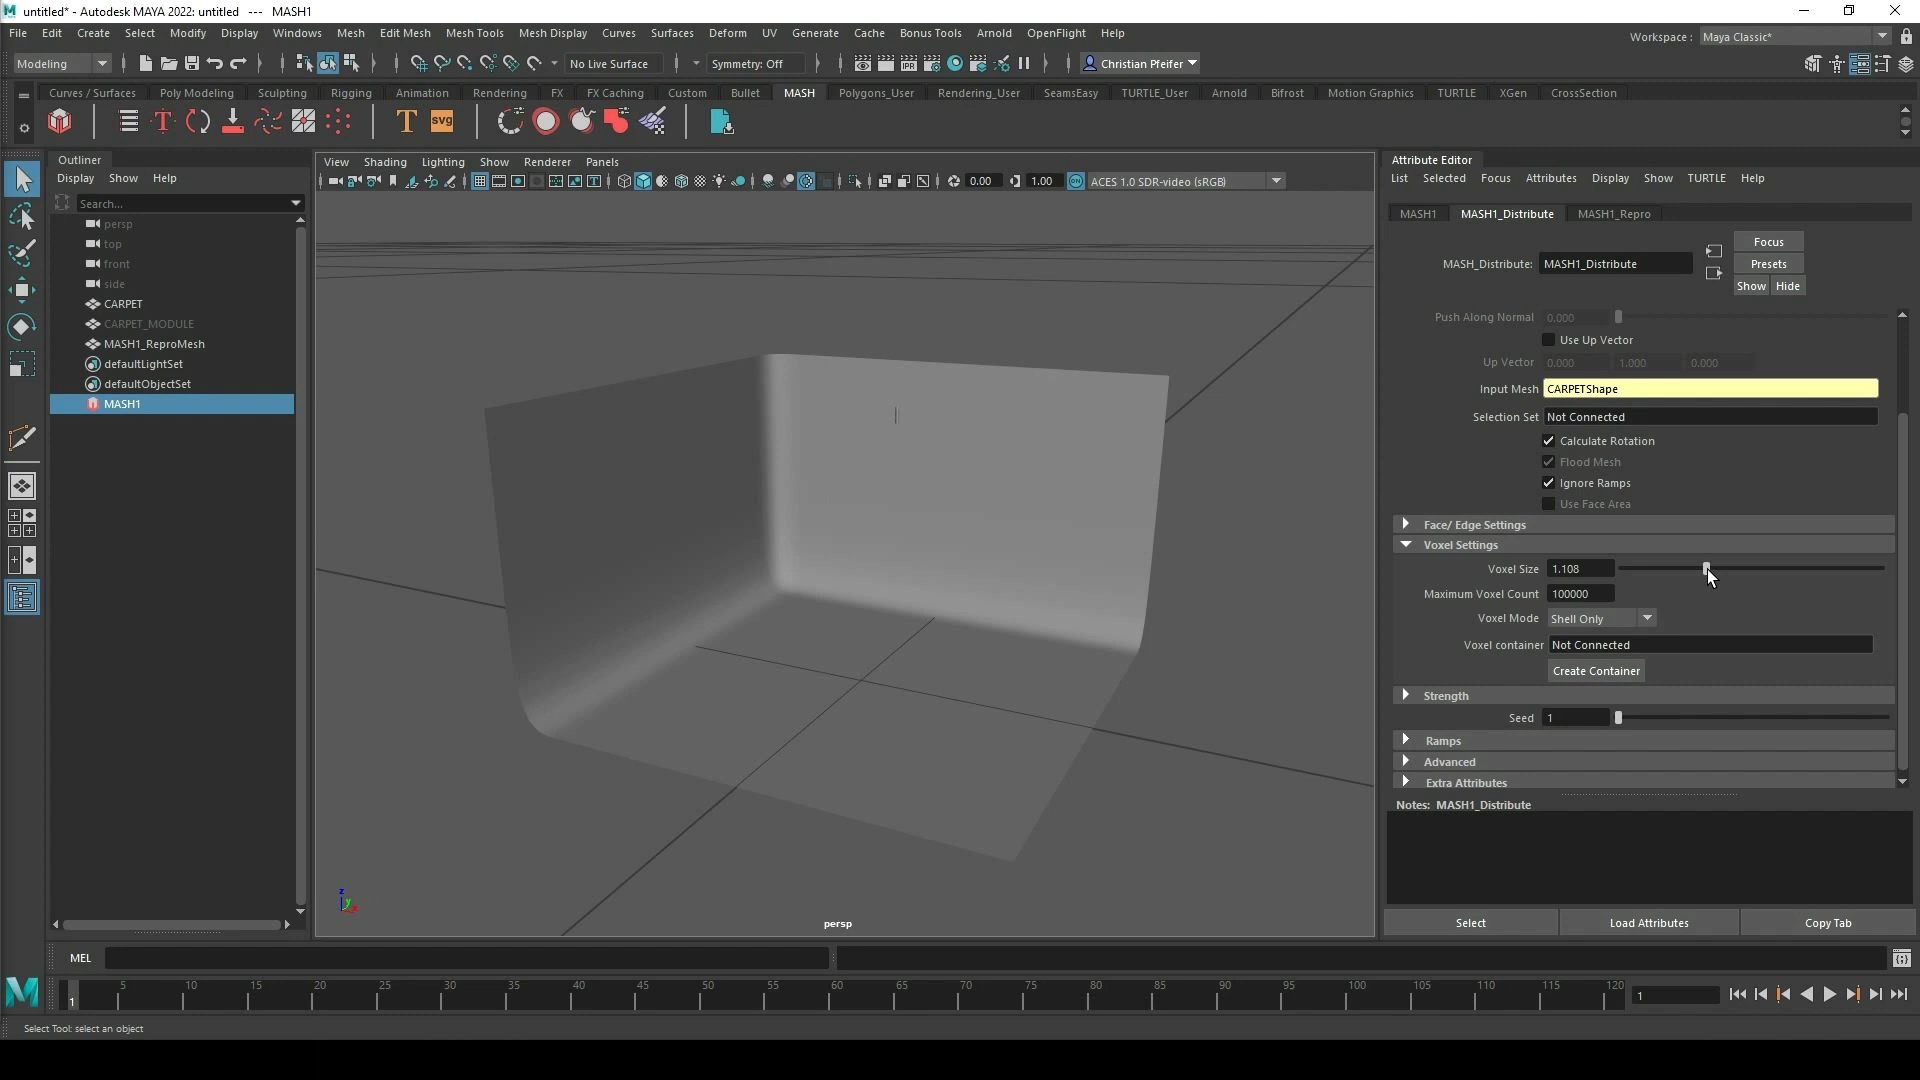 untitled* - Autodesk MAYA 2022: untitled --- MASH1
File Edit Create Select Modify Display Windows Mesh Edit Mesh Mesh Tools Mesh Display Curves Surfaces Deform UV Generate Cache Bonus Tools Arnold OpenFlight Help
Workspace : Maya Classic*
Modeling No Live Surface Symmetry: Off IPR Christian Pfeifer
Curves / Surfaces Poly Modeling Sculpting Rigging Animation Rendering FX FX Caching Custom Bullet MASH Polygons_User Rendering_User SeamsEasy TURTLE_User Arnold Bifrost Motion Graphics TURTLE XGen CrossSection
T svg
Outliner
Display Show Help
Search...
persp
top
front
side
CARPET
CARPET_MODULE
MASH1_ReproMesh
defaultLightSet
defaultObjectSet
MASH1
View Shading Lighting Show Renderer Panels
0.00 1.00 ACES 1.0 SDR-video (sRGB)
z
y
x
persp
Attribute Editor
List Selected Focus Attributes Display Show TURTLE Help
MASH1 MASH1_Distribute MASH1_Repro
MASH_Distribute: MASH1_Distribute
Focus
Presets
Show Hide
Push Along Normal 0.000
Use Up Vector
Up Vector 0.000 1.000 0.000
Input Mesh CARPETShape
Selection Set Not Connected
Calculate Rotation
Flood Mesh
Ignore Ramps
Use Face Area
Face/ Edge Settings
Voxel Settings
Voxel Size 1.108
Maximum Voxel Count 100000
Voxel Mode Shell Only
Voxel container Not Connected
Create Container
Strength
Seed 1
Ramps
Advanced
Extra Attributes
Notes: MASH1_Distribute
Select Load Attributes Copy Tab
MEL
1 5 10 15 20 25 30 35 40 45 50 55 60 65 70 75 80 85 90 95 100 105 110 115 120 1
M
Select Tool: select an object